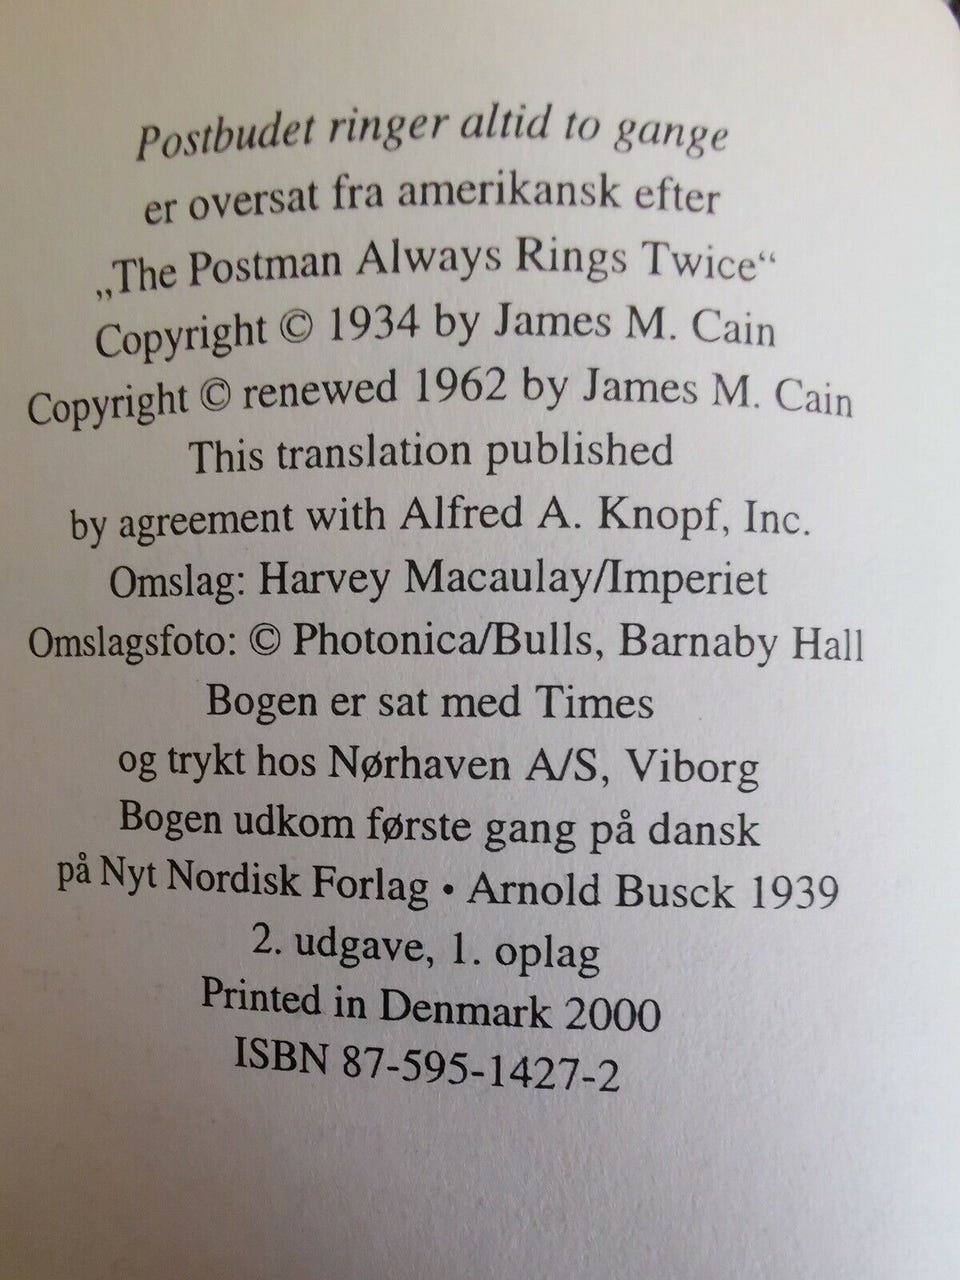 Postbudet ringer altid to gange
er oversat fra amerikansk efter
„The Postman Always Rings Twice“
Copyright © 1934 by James M. Cain
Copyright © renewed 1962 by James M. Cain
This translation published
by agreement with Alfred A. Knopf, Inc.
Omslag: Harvey Macaulay/Imperiet
Omslagsfoto: © Photonica/Bulls, Barnaby Hall
Bogen er sat med Times
og trykt hos Nørhaven A/S, Viborg
Bogen udkom første gang på dansk
på Nyt Nordisk Forlag • Arnold Busck 1939
2. udgave, 1. oplag
Printed in Denmark 2000
ISBN 87-595-1427-2